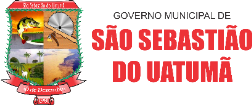 GOVERNO MUNICIPAL DE
SÃO SEBASTIÃO
DO UATUMÃ